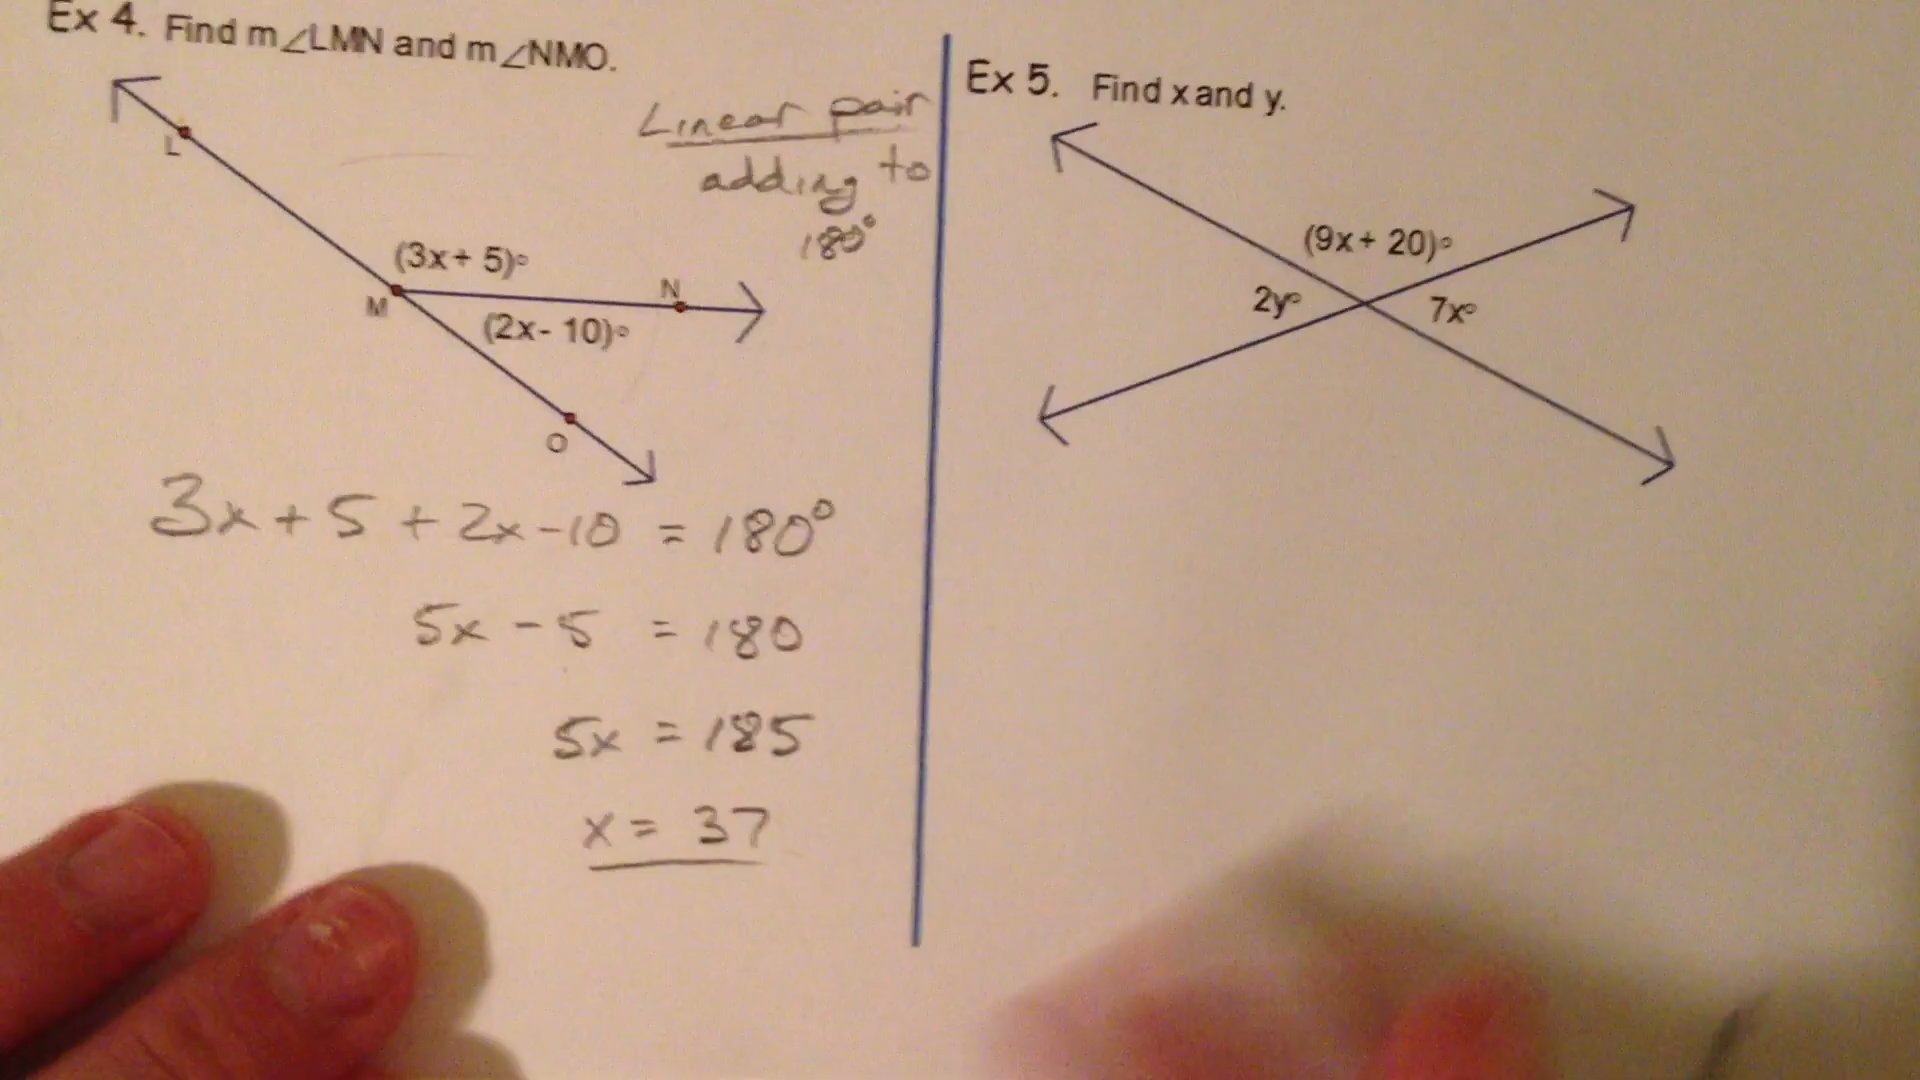 Ex 4. Find m∠LMN and m∠NMO.
Linear pair
adding to
180°
L
(3x + 5)°
M
N
(2x - 10)°
O
3x + 5 + 2x - 10 = 180°
5x - 5 = 180
5x = 185
x = 37
Ex 5. Find x and y.
(9x + 20)°
2y°
7x°